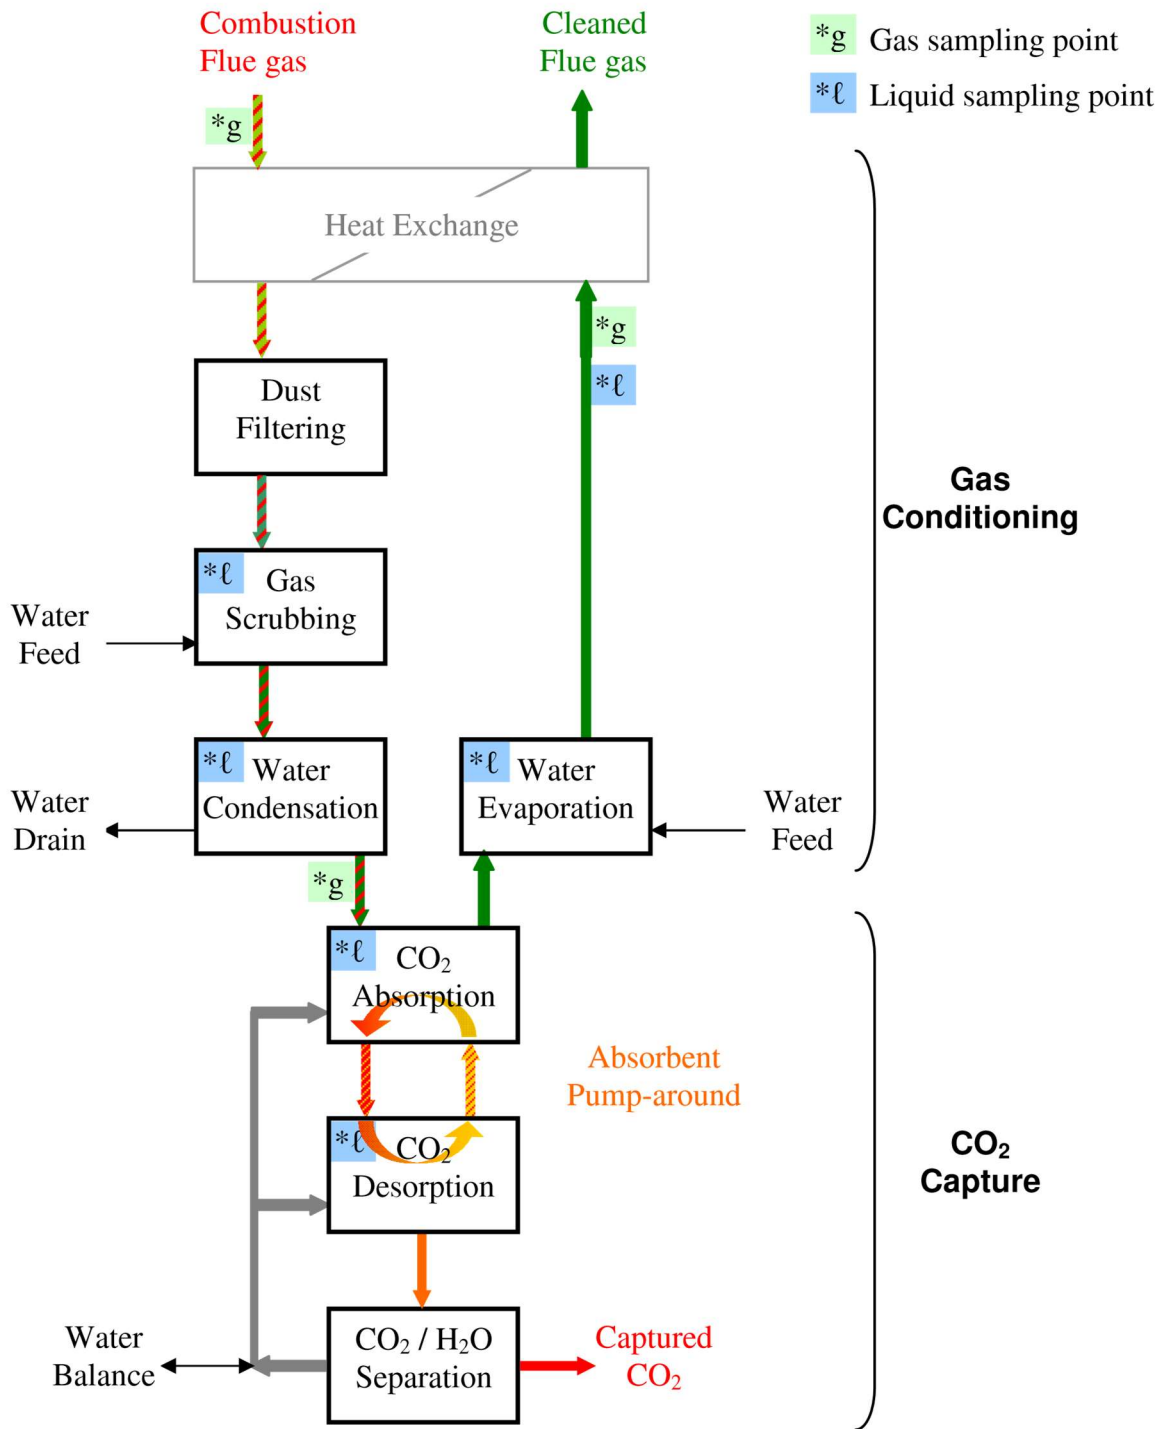 Combustion
Flue gas
Cleaned
Flue gas
*g Gas sampling point
*ℓ Liquid sampling point
*g
Heat Exchange
*g
*ℓ
Dust
Filtering
Gas
Conditioning
*ℓ Gas
Scrubbing
Water
Feed
*ℓ Water
Condensation
Water
Drain
*ℓ Water
Evaporation
Water
Feed
*g
*ℓ CO₂
Absorption
Absorbent
Pump-around
*ℓ CO₂
Desorption
CO₂
Capture
CO₂ / H₂O
Separation
Water
Balance
Captured
CO₂